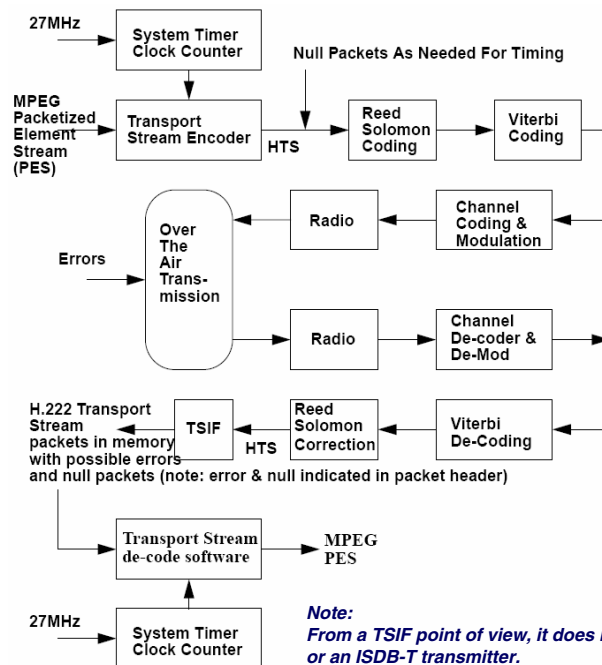 27MHz
System Timer
Clock Counter
Null Packets As Needed For Timing
MPEG
Packetized
Element
Stream
(PES)
Transport
Stream Encoder
HTS
Reed
Solomon
Coding
Viterbi
Coding
Errors
Over
The
Air
Trans-
mission
Radio
Channel
Coding &
Modulation
Radio
Channel
De-coder &
De-Mod
H.222 Transport
Stream
packets in memory
with possible errors
and null packets (note: error & null indicated in packet header)
TSIF
HTS
Reed
Solomon
Correction
Viterbi
De-Coding
Transport Stream
de-code software
MPEG
PES
27MHz
System Timer
Clock Counter
Note:
From a TSIF point of view, it does
or an ISDB-T transmitter.